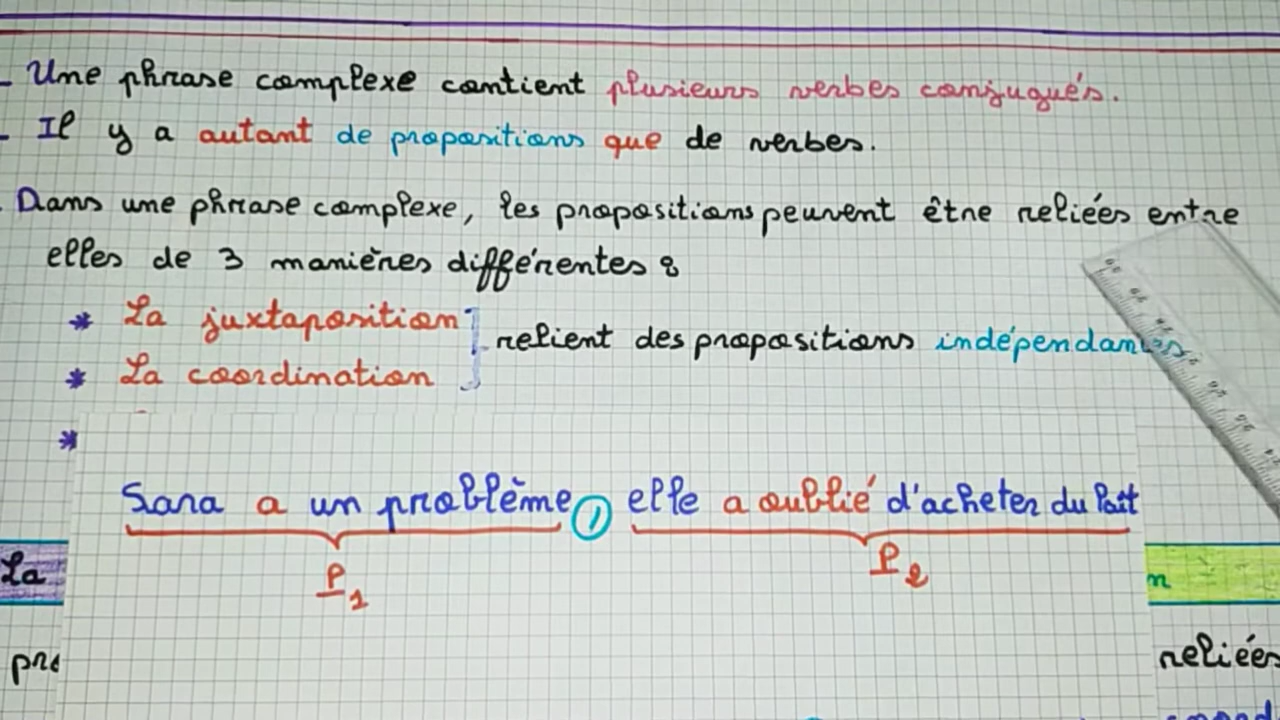 - Une phrase complexe contient plusieurs verbes conjugués.
- Il y a autant de propositions que de verbes.
. Dans une phrase complexe, les propositions peuvent être reliées entre
elles de 3 manières différentes :
* La juxtaposition
relient des propositions indépendantes
* La coordination
*
Sara a un problème, elle a oublié d'acheter du lait
P1
P2
La
n
reliées